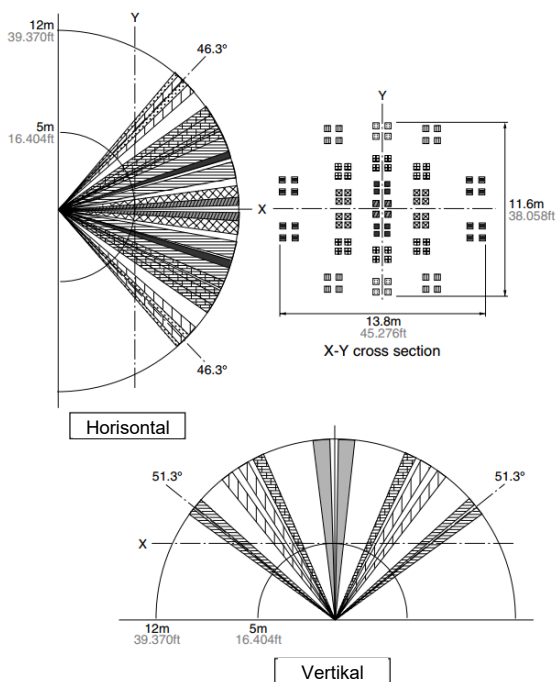 Y
12m
39.370ft
46.3°
5m
16.404ft
X
46.3°
Horisontal
Y
11.6m
38.058ft
13.8m
45.276ft
X-Y cross section
51.3°
51.3°
X
12m
39.370ft
5m
16.404ft
Vertikal